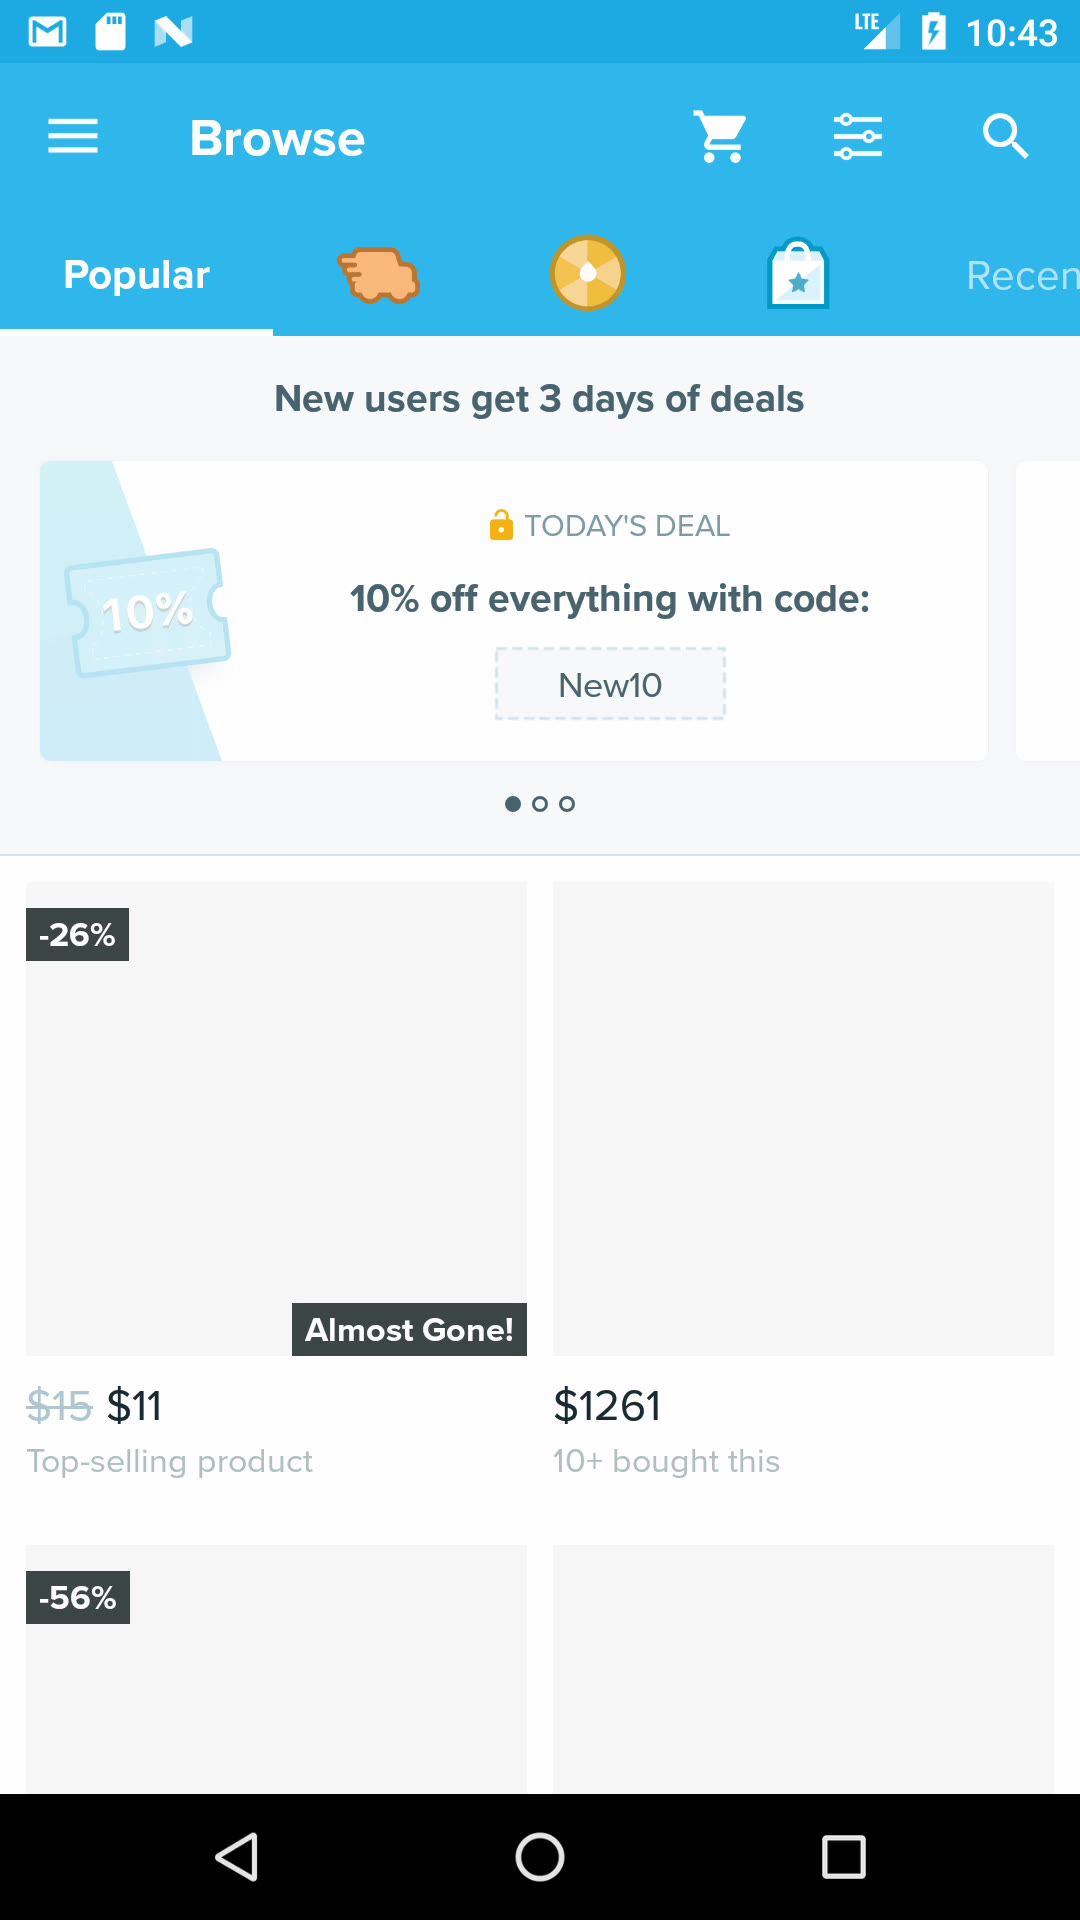 LTE 10:43
Browse
Popular Recen
New users get 3 days of deals
TODAY'S DEAL
10%
10% off everything with code:
New10
-26%
Almost Gone!
$15 $11
Top-selling product
$1261
10+ bought this
-56%